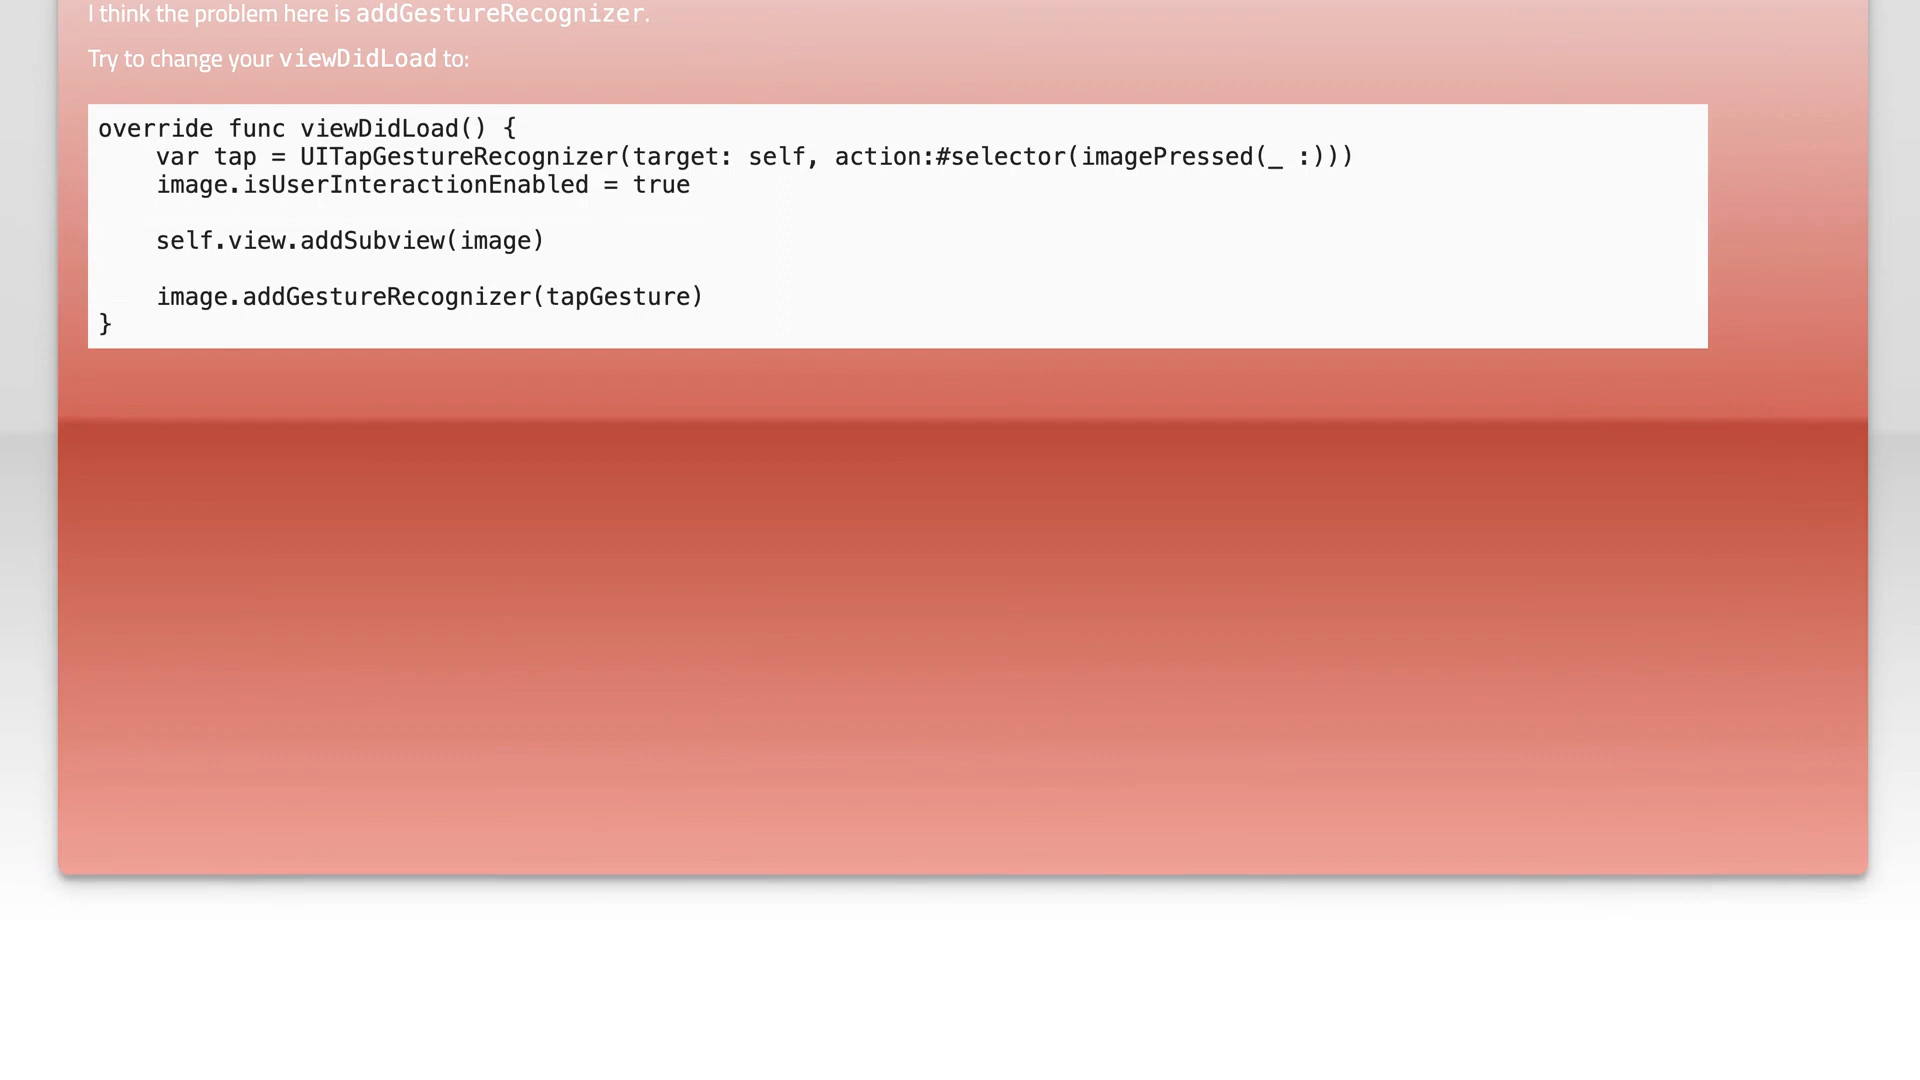 I think the problem here is addGestureRecognizer.
Try to change your viewDidLoad to:
override func viewDidLoad() {
    var tap = UITapGestureRecognizer(target: self, action:#selector(imagePressed(_ :)))
    image.isUserInteractionEnabled = true
    self.view.addSubview(image)
    image.addGestureRecognizer(tapGesture)
}